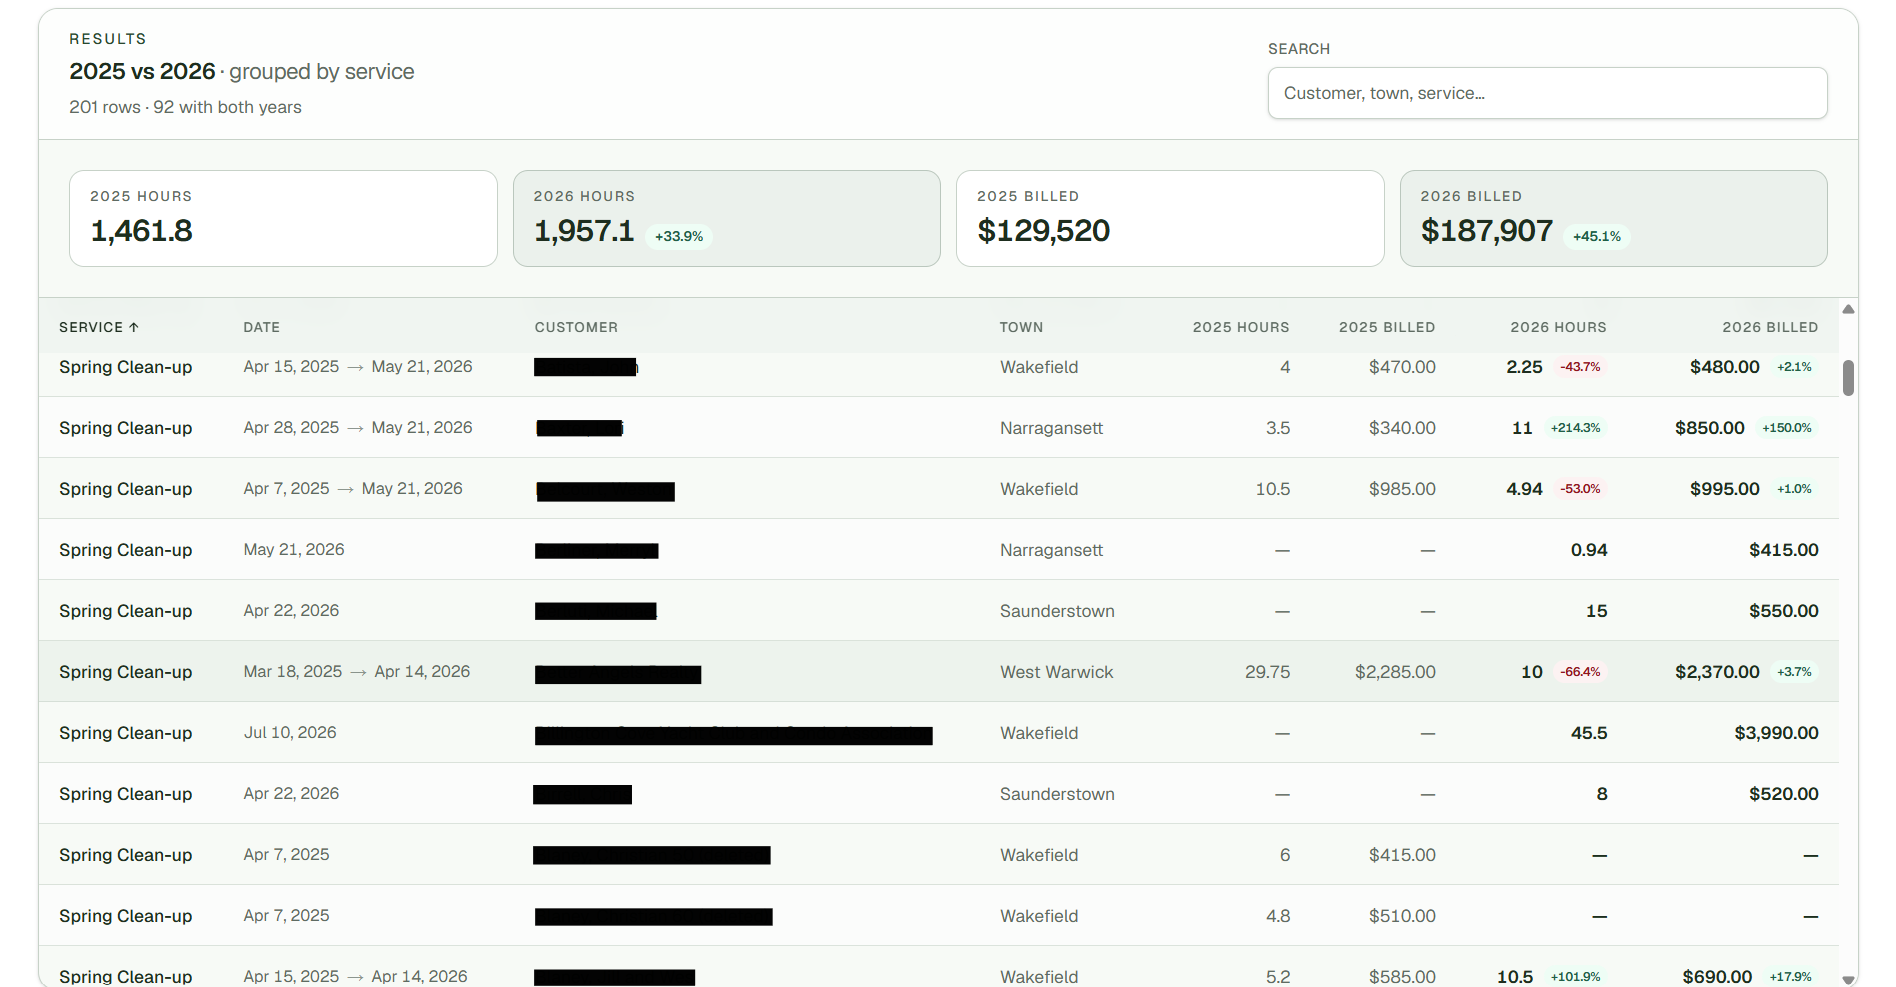 RESULTS
2025 vs 2026 · grouped by service
201 rows · 92 with both years
SEARCH
Customer, town, service...
2025 HOURS
1,461.8
2026 HOURS
1,957.1 +33.9%
2025 BILLED
$129,520
2026 BILLED
$187,907 +45.1%
SERVICE ↑ DATE CUSTOMER TOWN 2025 HOURS 2025 BILLED 2026 HOURS 2026 BILLED
Spring Clean-up Apr 15, 2025 → May 21, 2026 Wakefield 4 $470.00 2.25 -43.7% $480.00 +2.1%
Spring Clean-up Apr 28, 2025 → May 21, 2026 Narragansett 3.5 $340.00 11 +214.3% $850.00 +150.0%
Spring Clean-up Apr 7, 2025 → May 21, 2026 Wakefield 10.5 $985.00 4.94 -53.0% $995.00 +1.0%
Spring Clean-up May 21, 2026 Narragansett — — 0.94 $415.00
Spring Clean-up Apr 22, 2026 Saunderstown — — 15 $550.00
Spring Clean-up Mar 18, 2025 → Apr 14, 2026 West Warwick 29.75 $2,285.00 10 -66.4% $2,370.00 +3.7%
Spring Clean-up Jul 10, 2026 Wakefield — — 45.5 $3,990.00
Spring Clean-up Apr 22, 2026 Saunderstown — — 8 $520.00
Spring Clean-up Apr 7, 2025 Wakefield 6 $415.00 — —
Spring Clean-up Apr 7, 2025 Wakefield 4.8 $510.00 — —
Spring Clean-up Apr 15, 2025 → Apr 14, 2026 Wakefield 5.2 $585.00 10.5 +101.9% $690.00 +17.9%